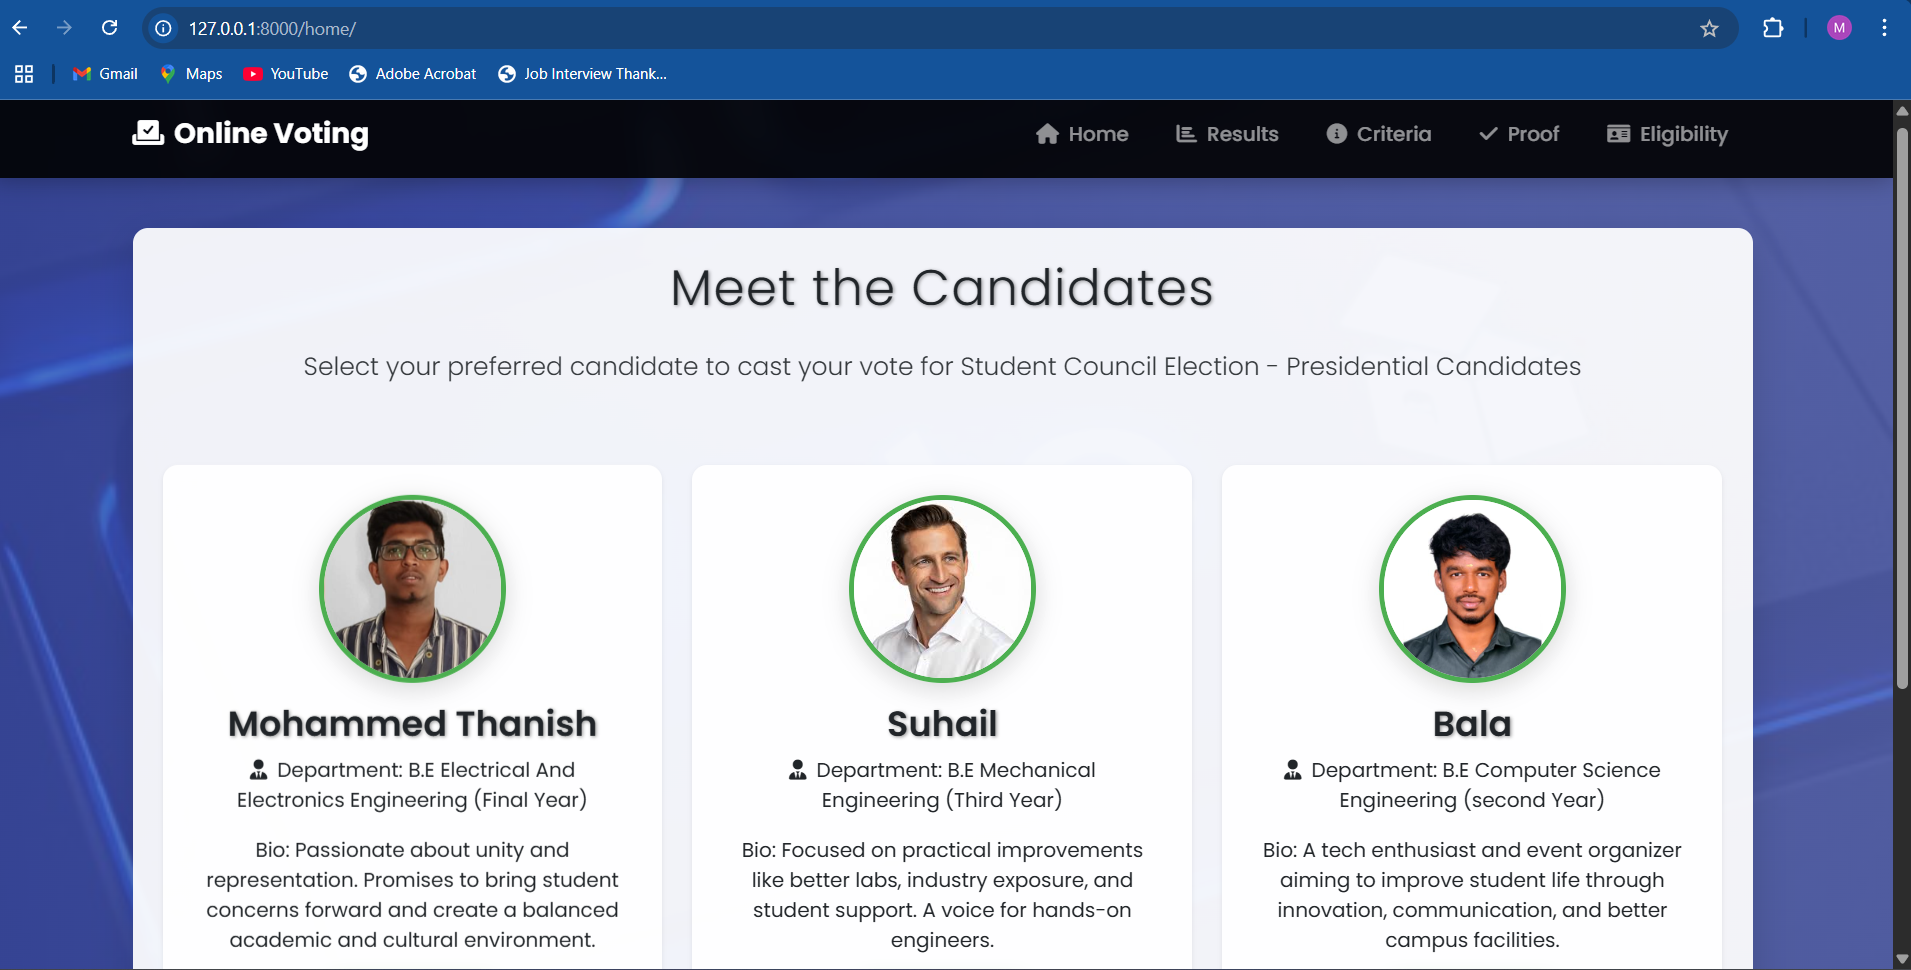 127.0.0.1:8000/home/
M
Gmail
Maps
YouTube
Adobe Acrobat
Job Interview Thank...
Online Voting
Home
Results
Criteria
Proof
Eligibility
Meet the Candidates
Select your preferred candidate to cast your vote for Student Council Election - Presidential Candidates
Mohammed Thanish
Department: B.E Electrical And
Electronics Engineering (Final Year)
Bio: Passionate about unity and
representation. Promises to bring student
concerns forward and create a balanced
academic and cultural environment.
Suhail
Department: B.E Mechanical
Engineering (Third Year)
Bio: Focused on practical improvements
like better labs, industry exposure, and
student support. A voice for hands-on
engineers.
Bala
Department: B.E Computer Science
Engineering (second Year)
Bio: A tech enthusiast and event organizer
aiming to improve student life through
innovation, communication, and better
campus facilities.